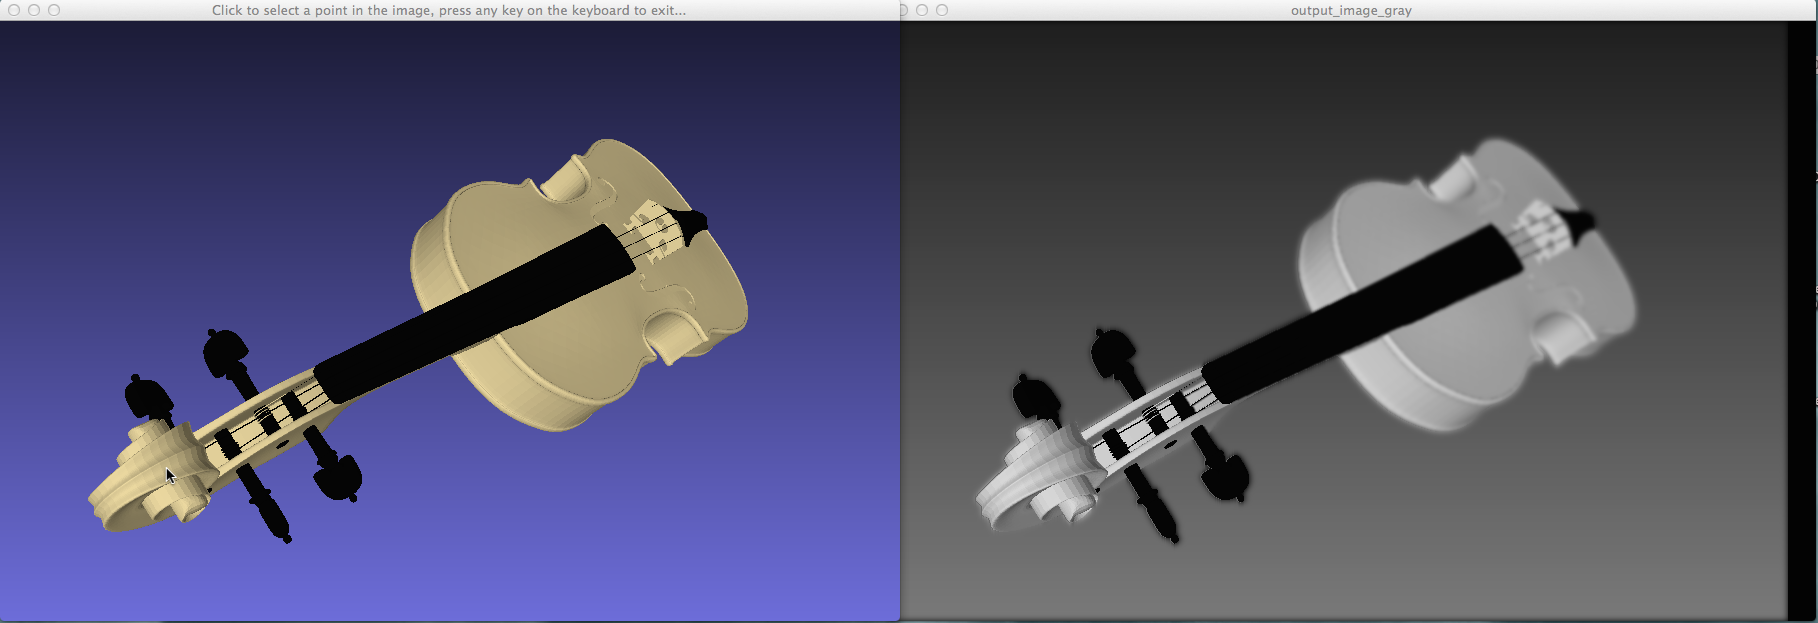 Click to select a point in the image, press any key on the keyboard to exit...
output_image_gray